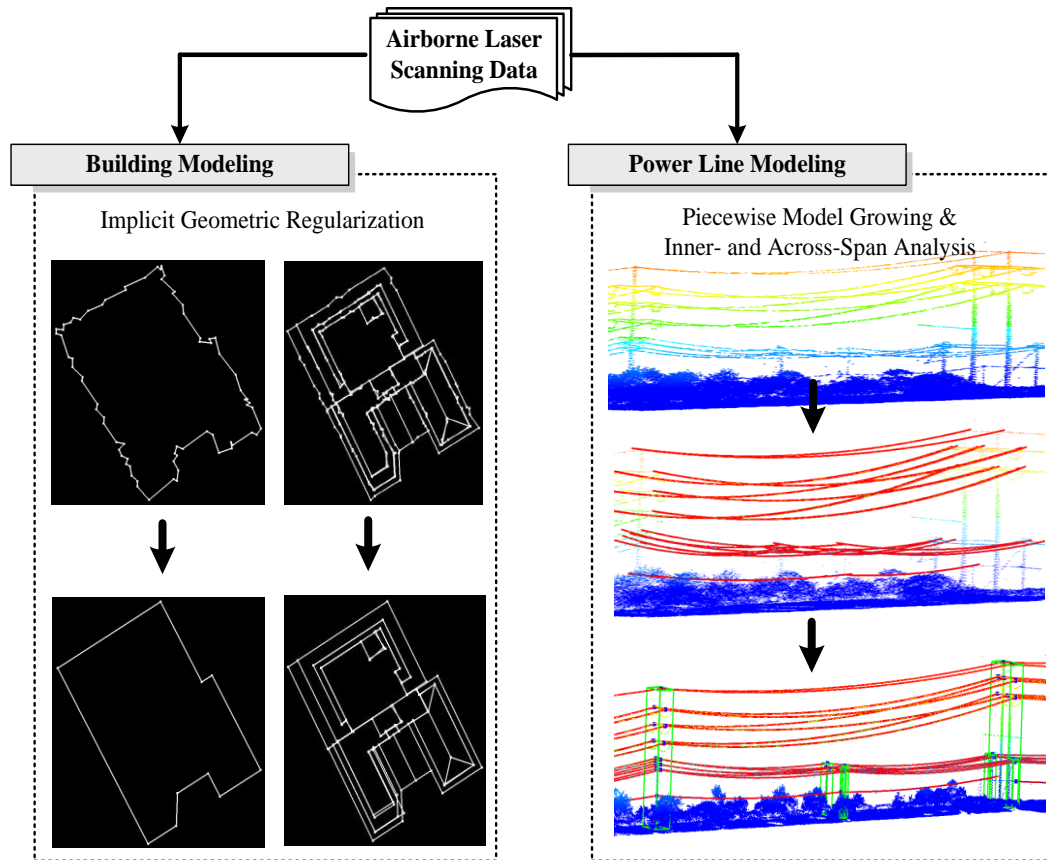 Airborne Laser
Scanning Data
Building Modeling
Implicit Geometric Regularization
Power Line Modeling
Piecewise Model Growing &
Inner- and Across-Span Analysis